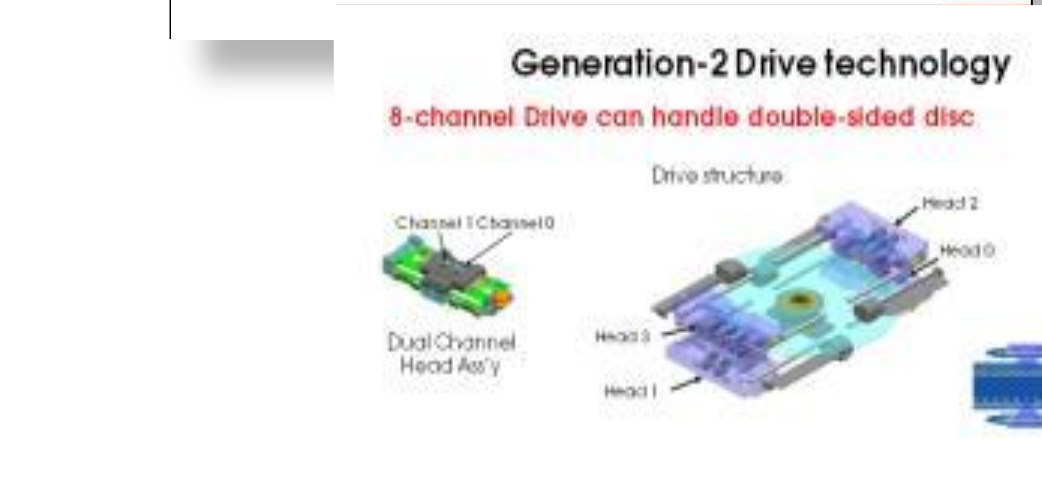 Generation-2 Drive technology
8-channel Drive can handle double-sided disc
Drive structure
Head 2
Channel 1 Channel 0
Head 0
Head 3
Dual Channel
Head Ass'y
Head 1